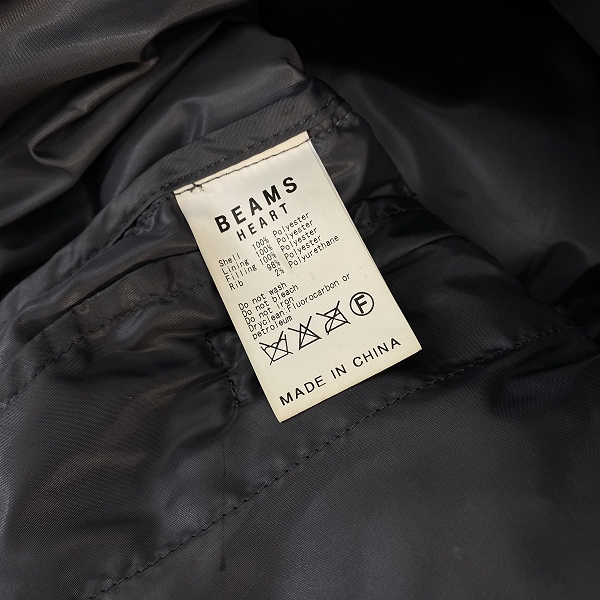 BEAMS
HEART
Shell 100% Polyester
Lining 100% Polyester
Filling 100% Polyester
Rib 98% Polyester
2% Polyurethane
Do not wash
Do not bleach
Do not iron
Dryclean Fluorocarbon or
petroleum
F
MADE IN CHINA